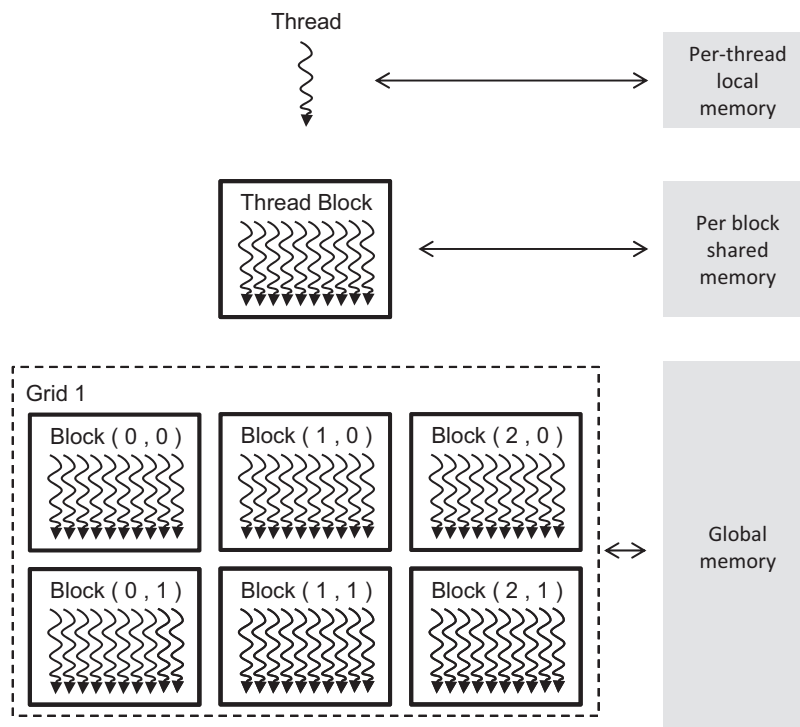 Thread
Per-thread
local
memory
Thread Block
Per block
shared
memory
Grid 1
Block ( 0 , 0 )
Block ( 1 , 0 )
Block ( 2 , 0 )
Global
memory
Block ( 0 , 1 )
Block ( 1 , 1 )
Block ( 2 , 1 )